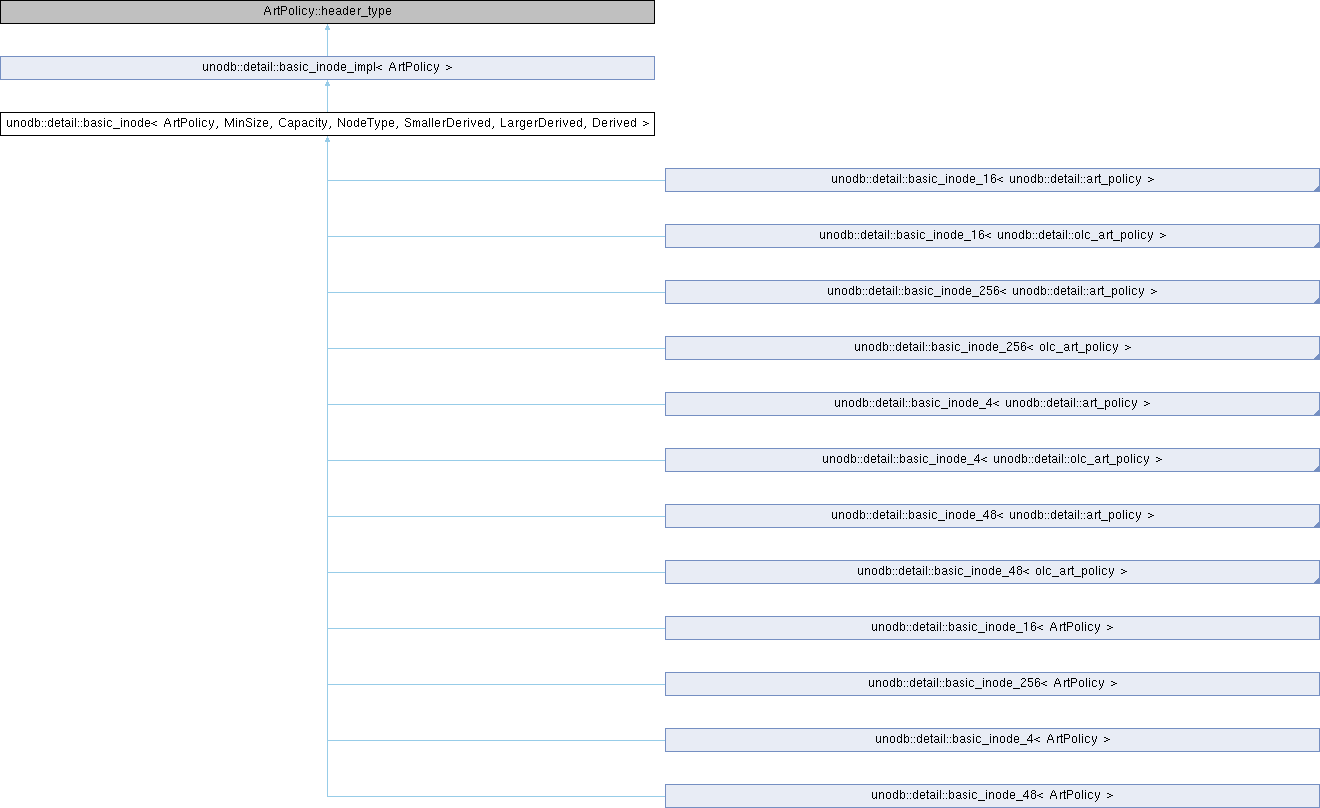 ArtPolicy::header_type
unodb::detail::basic_inode_impl< ArtPolicy >
unodb::detail::basic_inode< ArtPolicy, MinSize, Capacity, NodeType, SmallerDerived, LargerDerived, Derived >
unodb::detail::basic_inode_16< unodb::detail::art_policy >
unodb::detail::basic_inode_16< unodb::detail::olc_art_policy >
unodb::detail::basic_inode_256< unodb::detail::art_policy >
unodb::detail::basic_inode_256< olc_art_policy >
unodb::detail::basic_inode_4< unodb::detail::art_policy >
unodb::detail::basic_inode_4< unodb::detail::olc_art_policy >
unodb::detail::basic_inode_48< unodb::detail::art_policy >
unodb::detail::basic_inode_48< olc_art_policy >
unodb::detail::basic_inode_16< ArtPolicy >
unodb::detail::basic_inode_256< ArtPolicy >
unodb::detail::basic_inode_4< ArtPolicy >
unodb::detail::basic_inode_48< ArtPolicy >